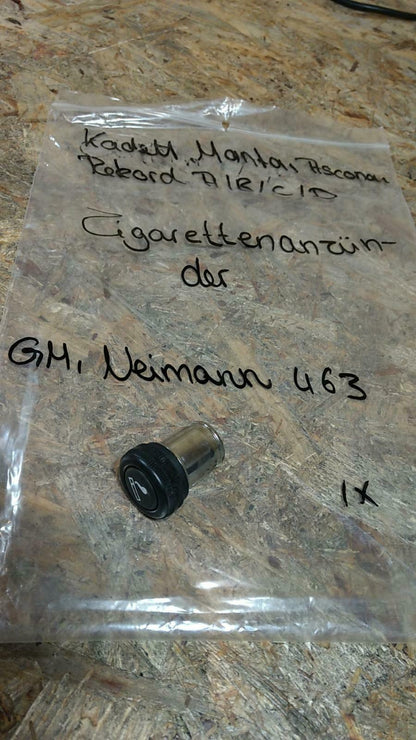 Kadett, Manta, Ascona,
Rekord A/B/C/D
Cigarettenanzün-
der
GM, Neimann 463
1X